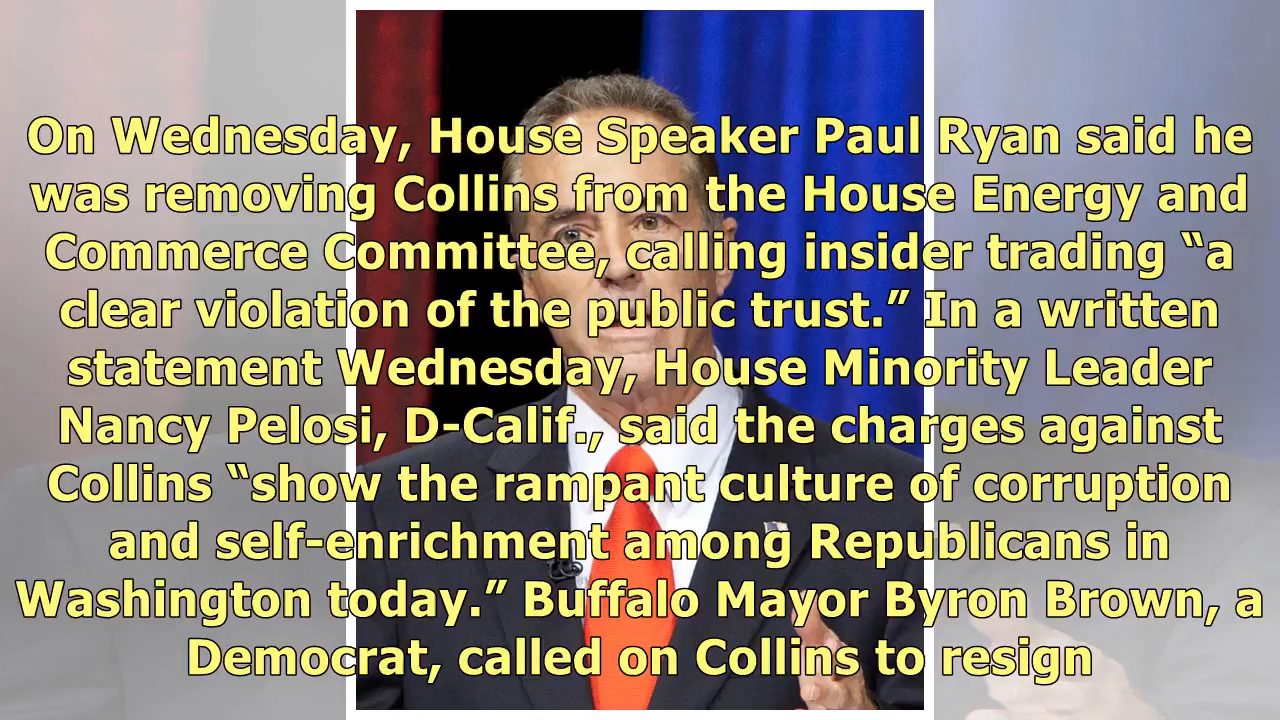 On Wednesday, House Speaker Paul Ryan said he
was removing Collins from the House Energy and
Commerce Committee, calling insider trading “a
clear violation of the public trust.” In a written
statement Wednesday, House Minority Leader
Nancy Pelosi, D-Calif., said the charges against
Collins “show the rampant culture of corruption
and self-enrichment among Republicans in
Washington today.” Buffalo Mayor Byron Brown, a
Democrat, called on Collins to resign